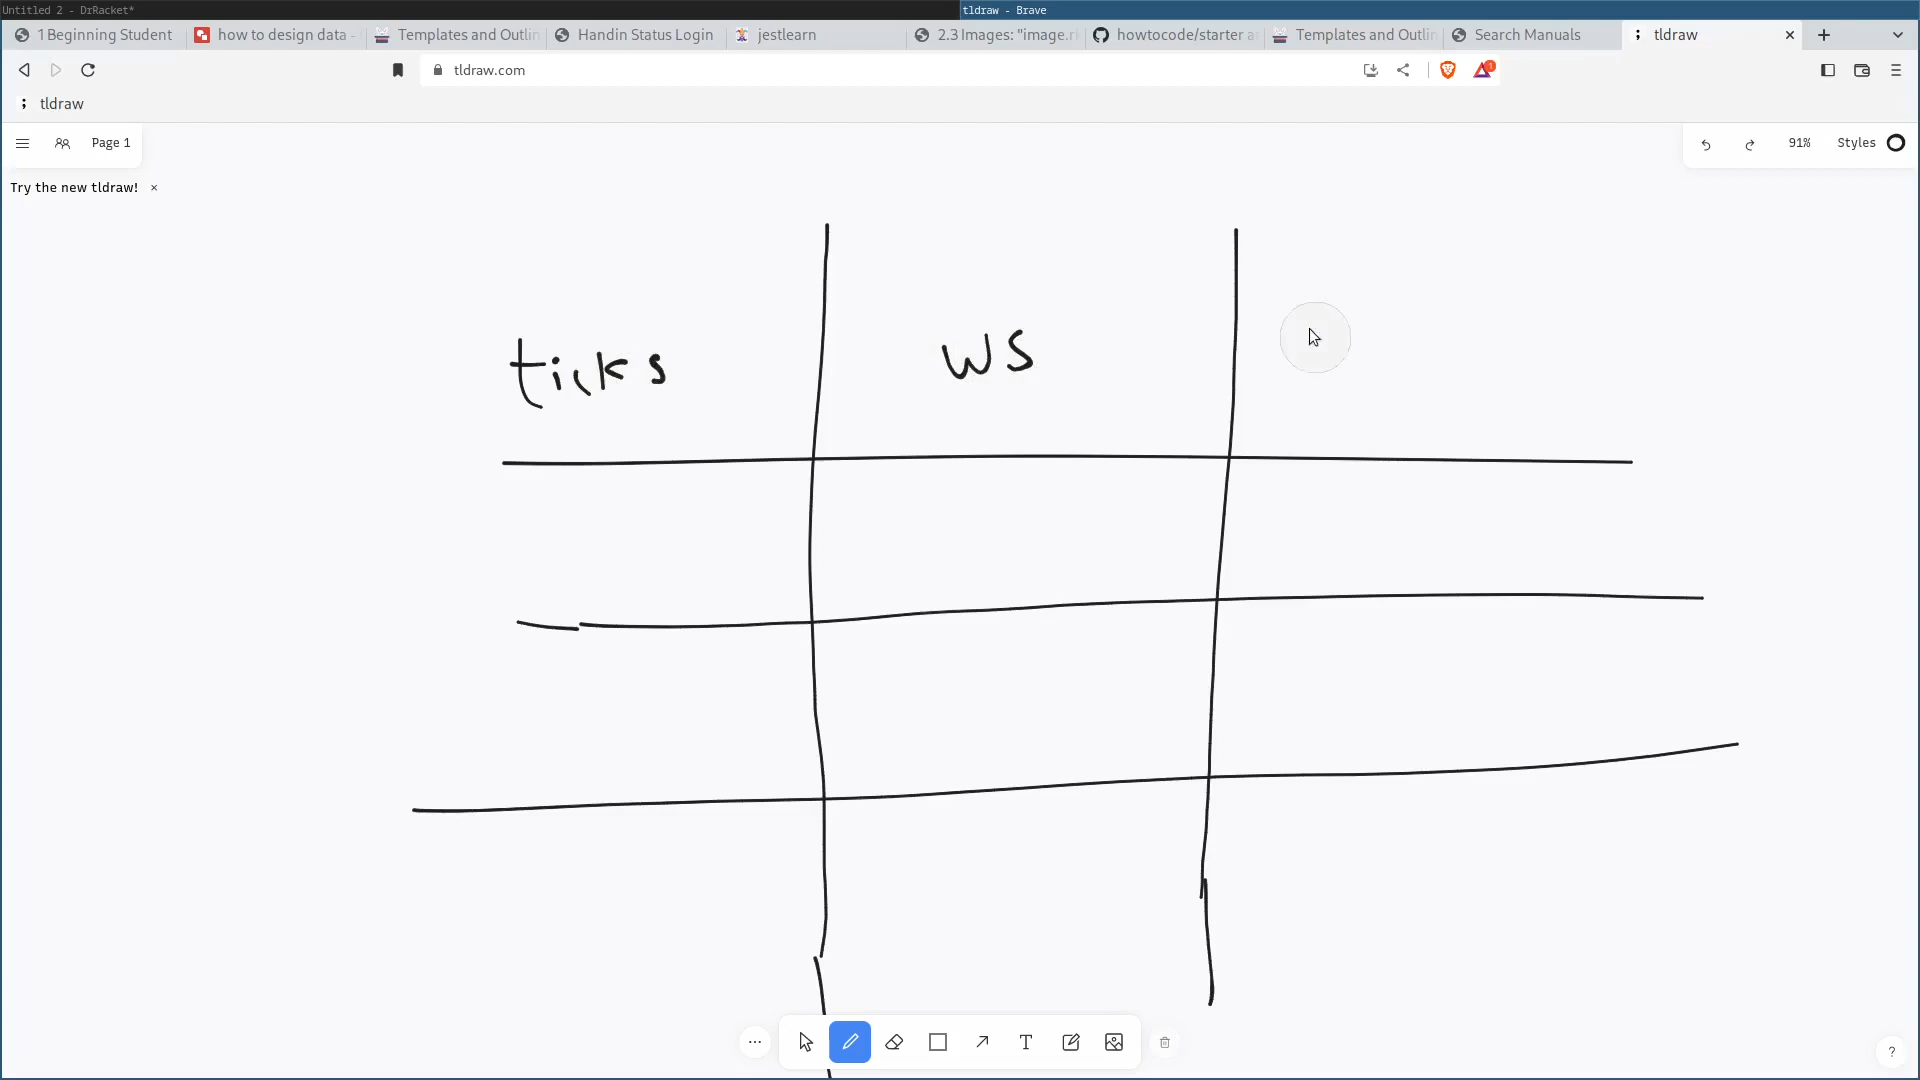 Untitled 2 - DrRacket*
tldraw - Brave
1 Beginning Student
how to design data -
Templates and Outlin
Handin Status Login
jestlearn
2.3 Images: "image.rk
howtocode/starter a
Templates and Outlin
Search Manuals
tldraw
tldraw.com
1
tldraw
Page 1
91%
Styles
Try the new tldraw!
ticks
WS
T
?